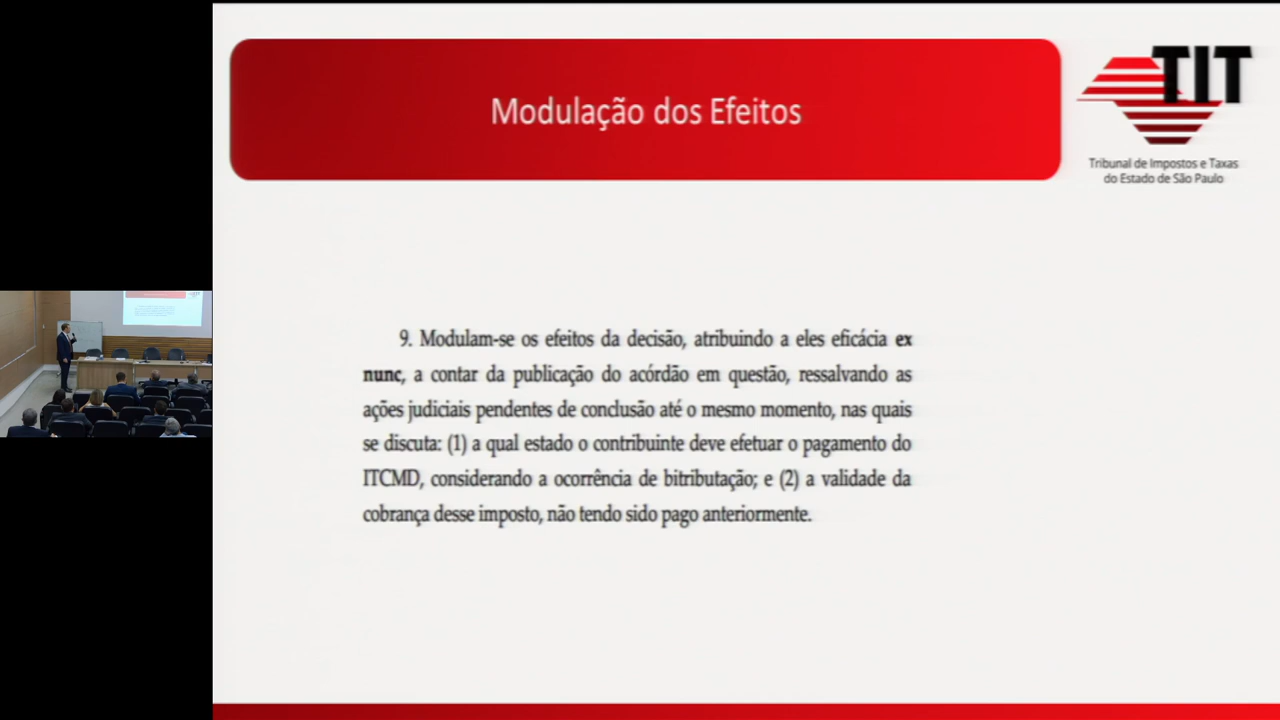 Modulação dos Efeitos
TIT
Tribunal de Impostos e Taxas
do Estado de São Paulo
9. Modulam-se os efeitos da decisão, atribuindo a eles eficácia ex
nunc, a contar da publicação do acórdão em questão, ressalvando as
ações judiciais pendentes de conclusão até o mesmo momento, nas quais
se discuta: (1) a qual estado o contribuinte deve efetuar o pagamento do
ITCMD, considerando a ocorrência de bitributação; e (2) a validade da
cobrança desse imposto, não tendo sido pago anteriormente.